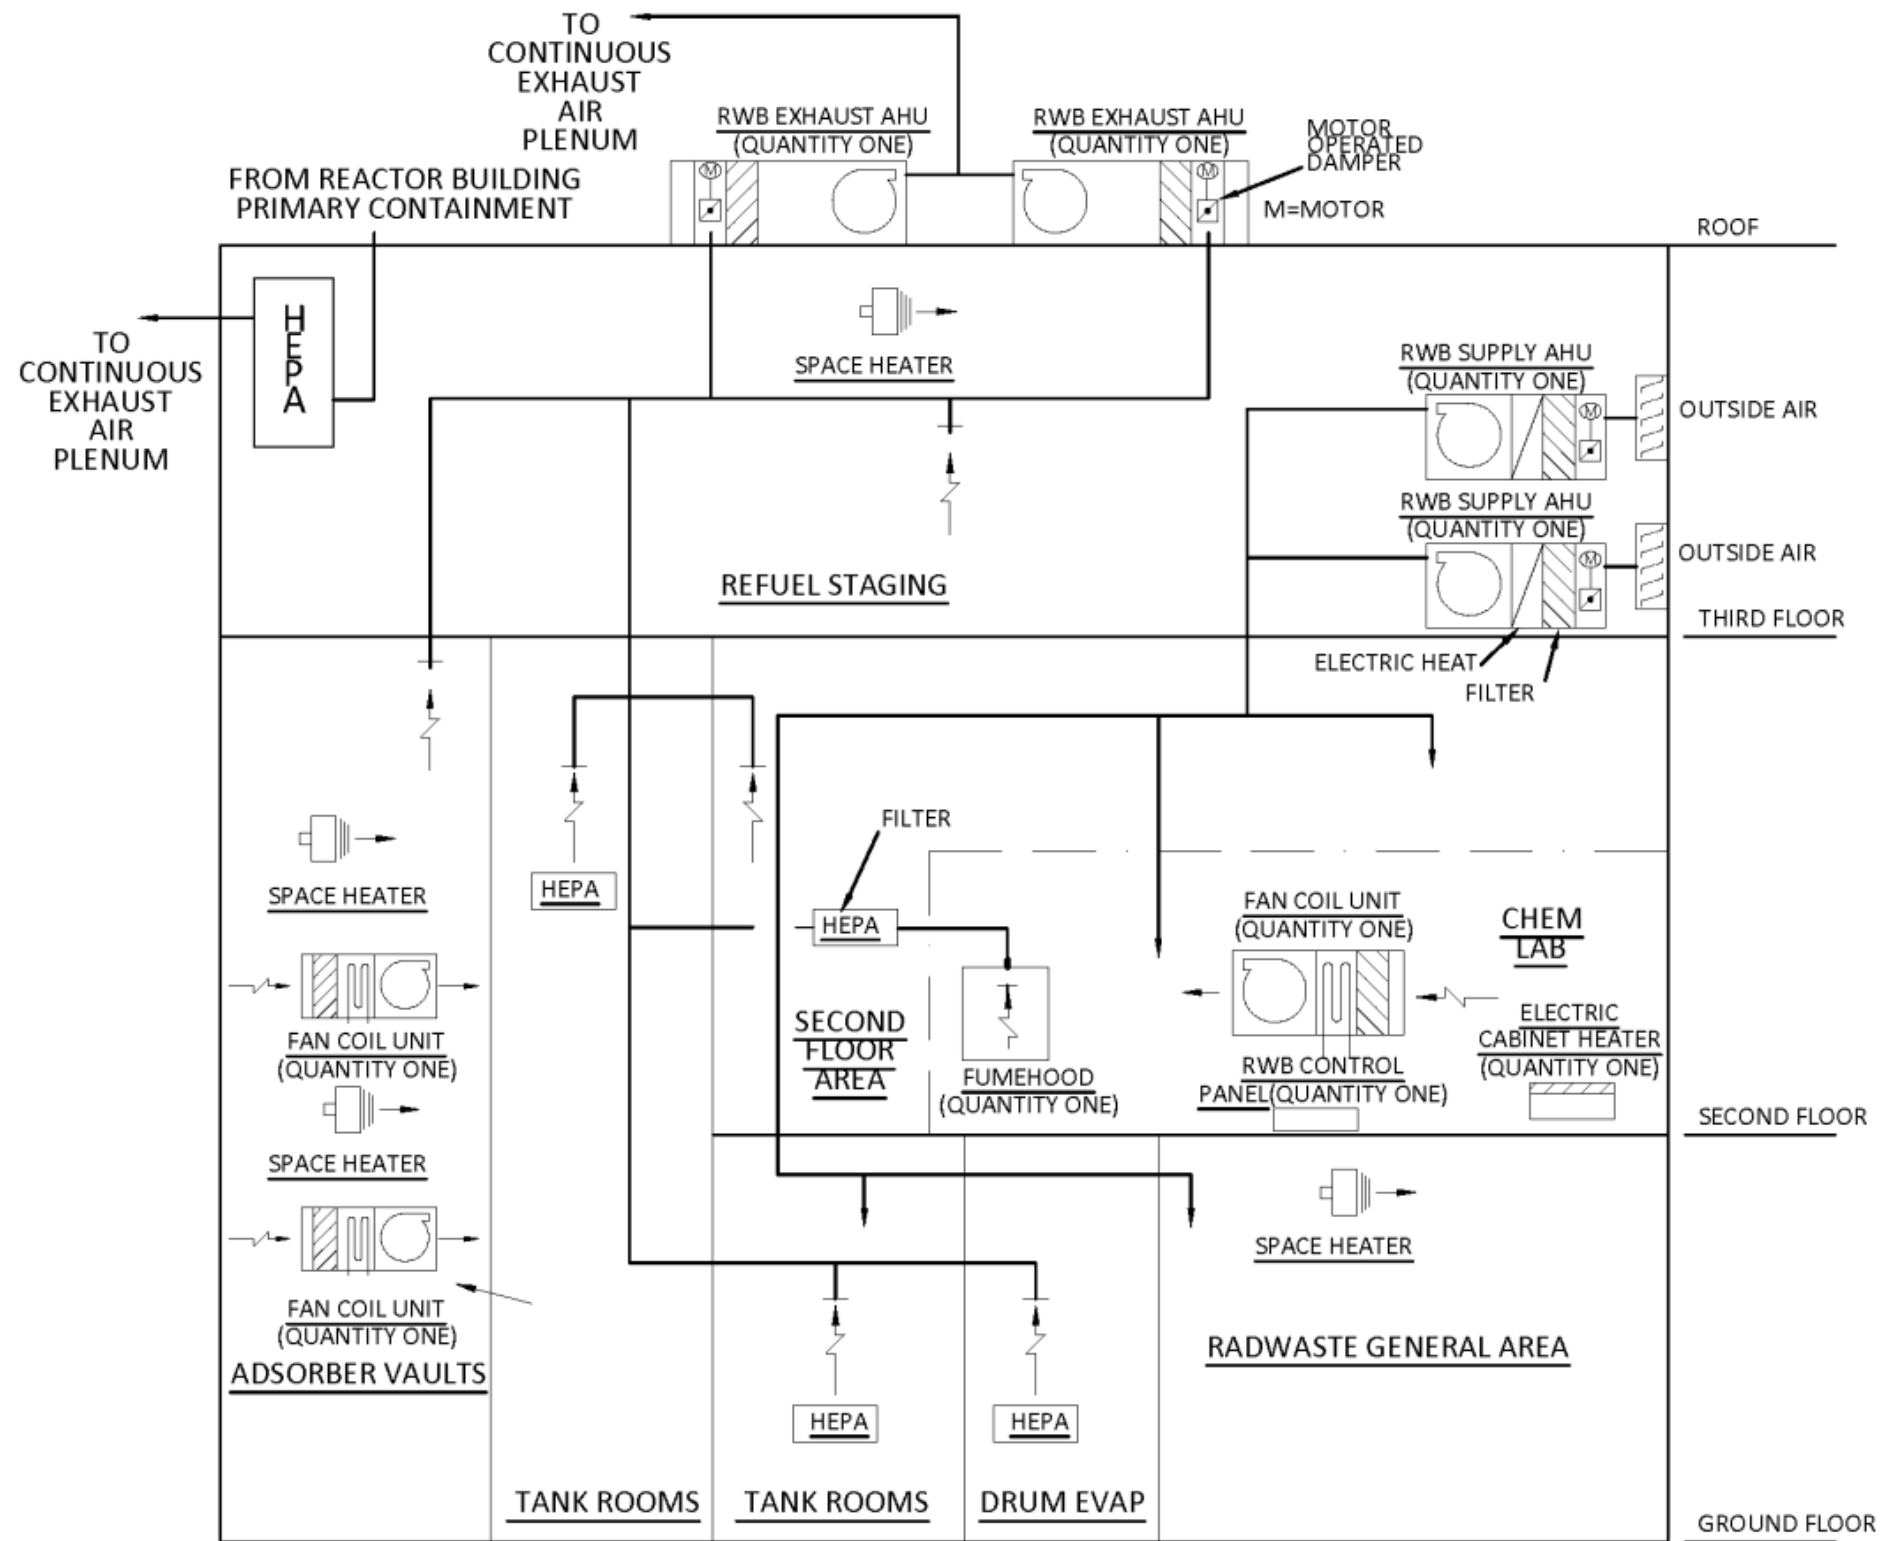 TO
CONTINUOUS
EXHAUST
AIR
PLENUM
RWB EXHAUST AHU
(QUANTITY ONE)
RWB EXHAUST AHU
(QUANTITY ONE)
MOTOR
OPERATED
DAMPER
M
M
M=MOTOR
FROM REACTOR BUILDING
PRIMARY CONTAINMENT
ROOF
HEPA
TO
CONTINUOUS
EXHAUST
AIR
PLENUM
SPACE HEATER
RWB SUPPLY AHU
(QUANTITY ONE)
M
OUTSIDE AIR
RWB SUPPLY AHU
(QUANTITY ONE)
M
OUTSIDE AIR
REFUEL STAGING
THIRD FLOOR
ELECTRIC HEAT
FILTER
FILTER
HEPA
SPACE HEATER
HEPA
FAN COIL UNIT
(QUANTITY ONE)
CHEM
LAB
SECOND
FLOOR
AREA
FAN COIL UNIT
(QUANTITY ONE)
FUMEHOOD
(QUANTITY ONE)
RWB CONTROL
PANEL(QUANTITY ONE)
ELECTRIC
CABINET HEATER
(QUANTITY ONE)
SECOND FLOOR
SPACE HEATER
SPACE HEATER
FAN COIL UNIT
(QUANTITY ONE)
ADSORBER VAULTS
RADWASTE GENERAL AREA
HEPA
HEPA
TANK ROOMS
TANK ROOMS
DRUM EVAP
GROUND FLOOR